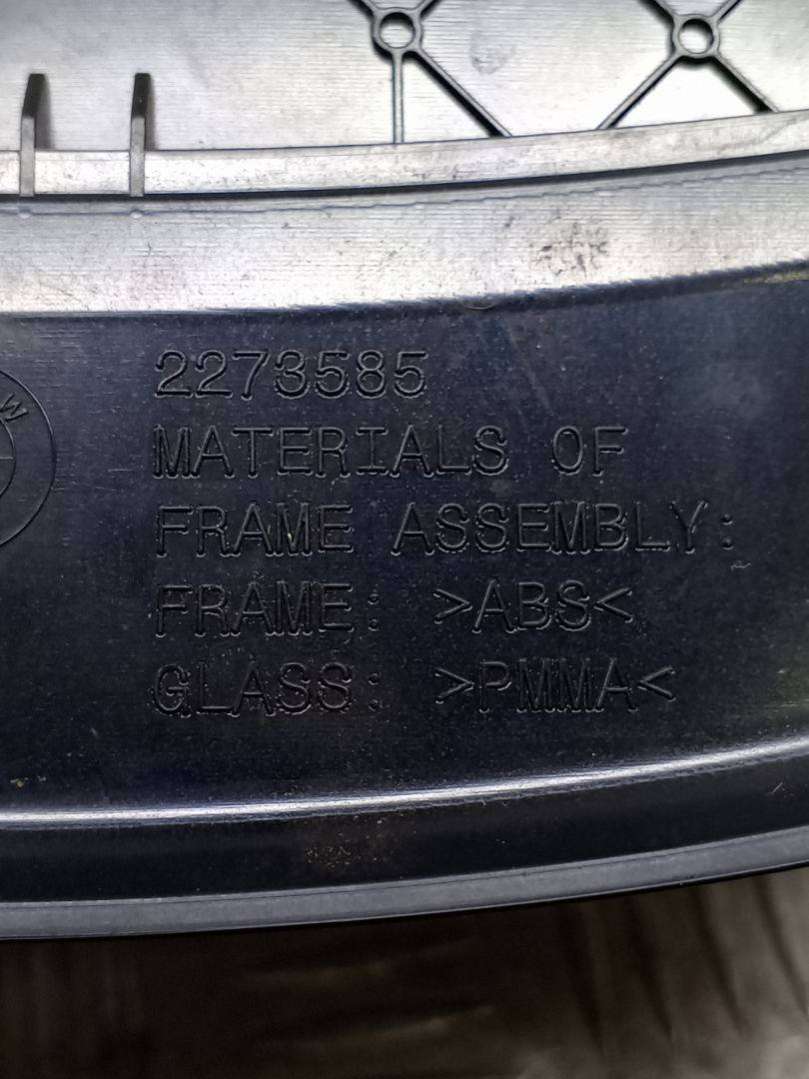 2273585
MATERIALS OF
FRAME ASSEMBLY:
FRAME: >ABS<
GLASS: >PMMA<
W